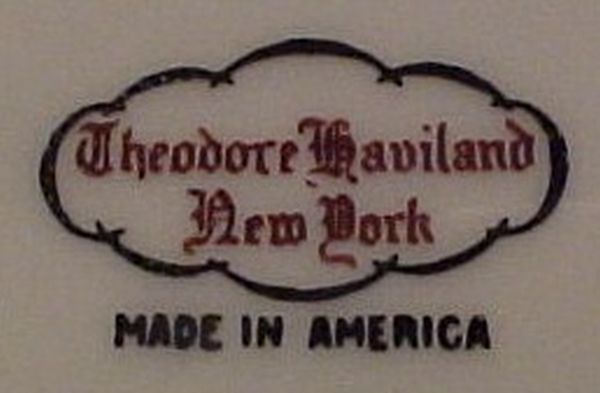 Theodore Haviland
New York
MADE IN AMERICA